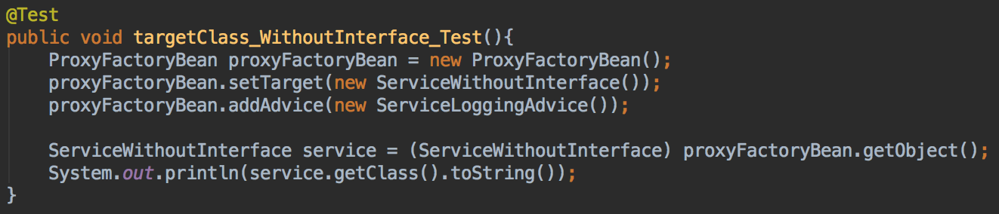 @Test
public void targetClass_WithoutInterface_Test(){
    ProxyFactoryBean proxyFactoryBean = new ProxyFactoryBean();
    proxyFactoryBean.setTarget(new ServiceWithoutInterface());
    proxyFactoryBean.addAdvice(new ServiceLoggingAdvice());

    ServiceWithoutInterface service = (ServiceWithoutInterface) proxyFactoryBean.getObject();
    System.out.println(service.getClass().toString());
}